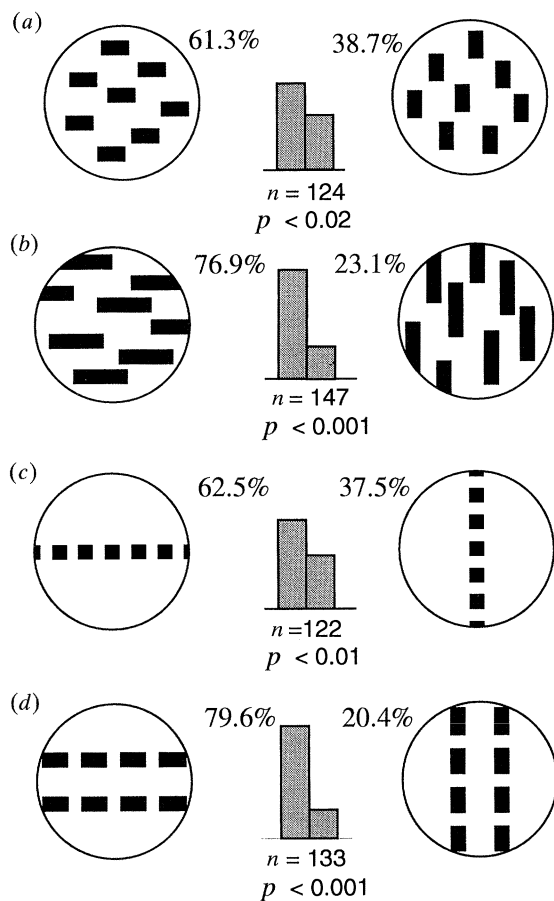 (a)
61.3%
38.7%
n = 124
p < 0.02
(b)
76.9%
23.1%
n = 147
p < 0.001
(c)
62.5%
37.5%
n =122
p < 0.01
(d)
79.6%
20.4%
n = 133
p < 0.001